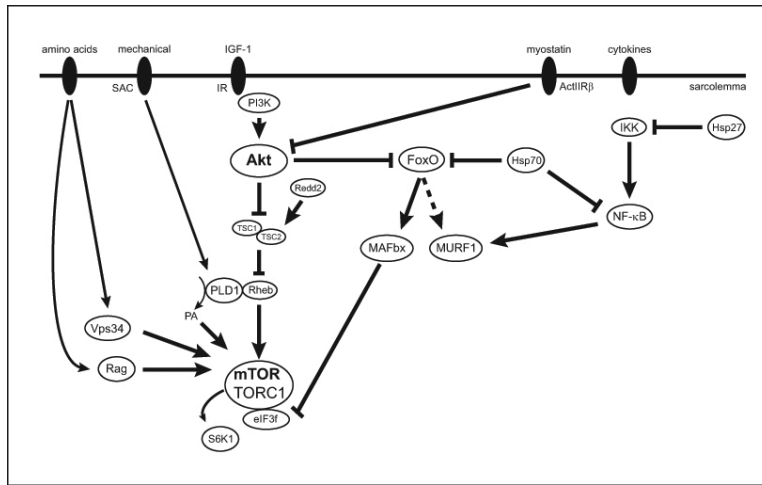 amino acids
mechanical
IGF-1
myostatin
cytokines
SAC
IR
ActIIRβ
sarcolemma
PI3K
IKK
Hsp27
Akt
FoxO
Hsp70
Redd2
TSC1
TSC2
NF-κB
MAFbx
MURF1
PLD1
Rheb
PA
Vps34
Rag
mTOR
TORC1
eIF3f
S6K1